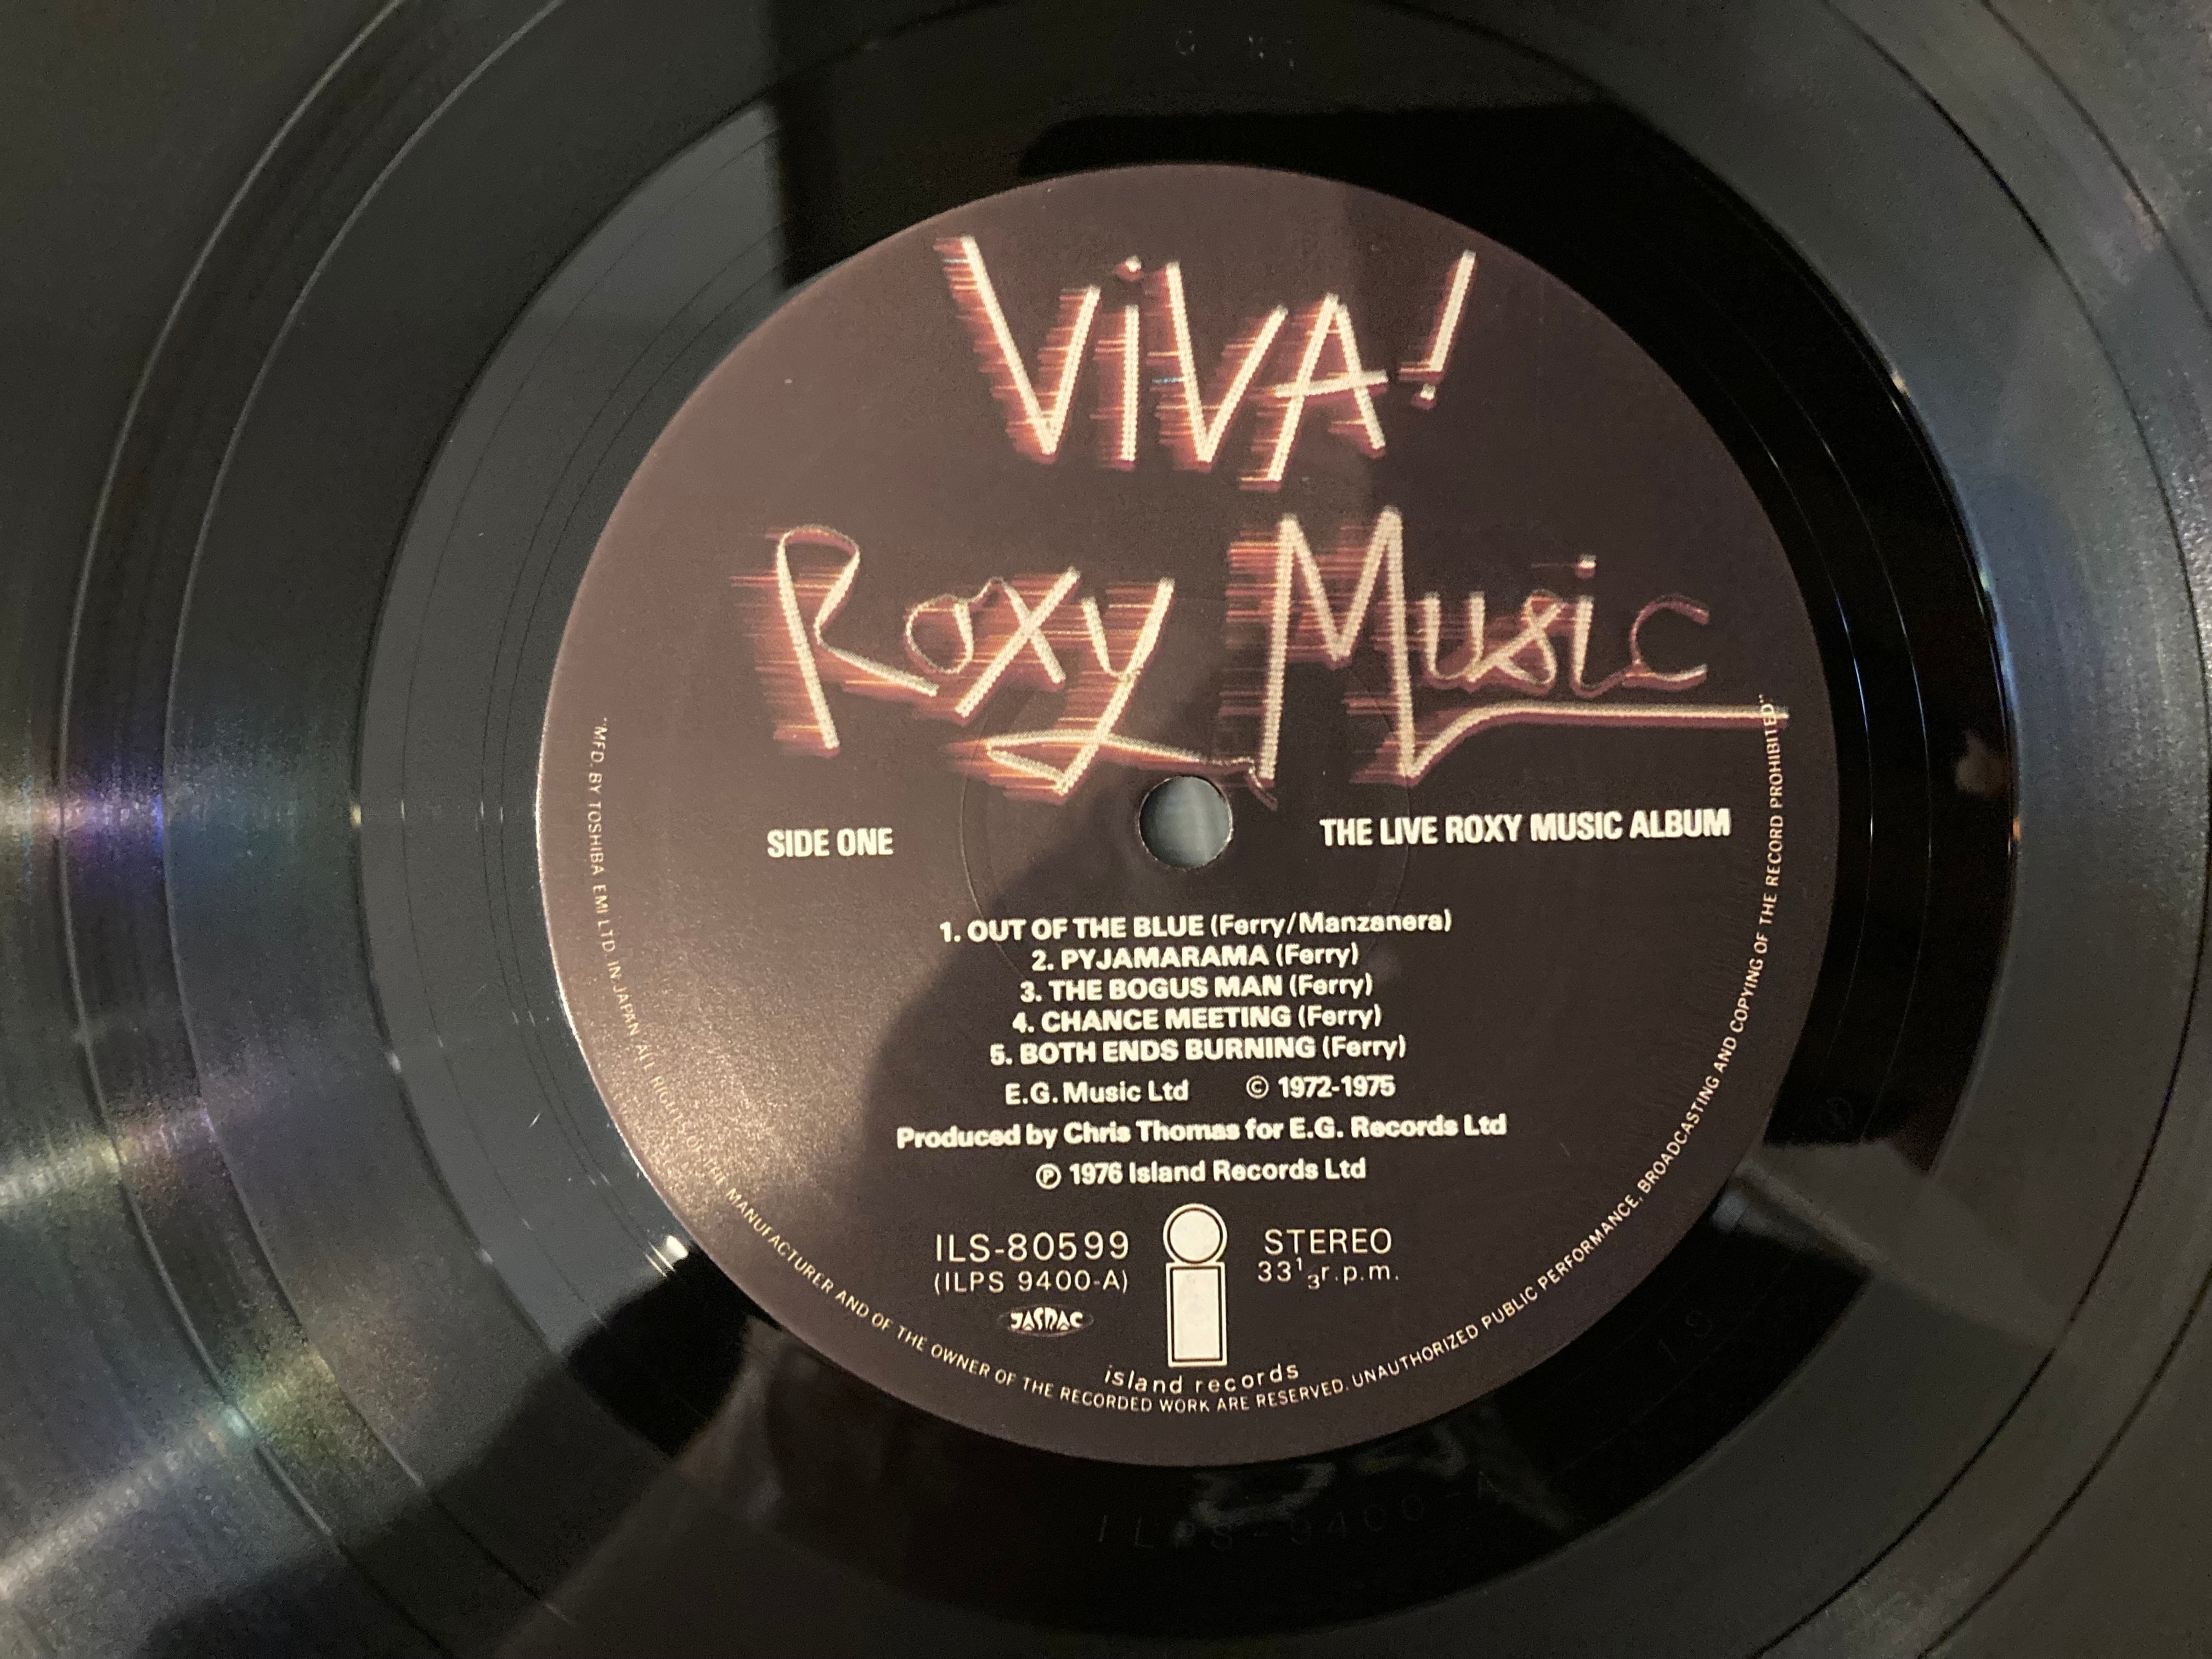 ViVA!
Roxy Music
SIDE ONE
THE LIVE ROXY MUSIC ALBUM
1. OUT OF THE BLUE (Ferry/Manzanera)
2. PYJAMARAMA (Ferry)
3. THE BOGUS MAN (Ferry)
4. CHANCE MEETING (Ferry)
5. BOTH ENDS BURNING (Ferry)
E.G. Music Ltd © 1972-1975
Produced by Chris Thomas for E.G. Records Ltd
℗ 1976 Island Records Ltd
ILS-80599
(ILPS 9400-A)
JASRAC
STEREO
33 1/3 r.p.m.
island records
"MFD. BY TOSHIBA EMI LTD. IN JAPAN ALL RIGHTS OF THE MANUFACTURER AND OF THE OWNER OF THE RECORDED WORK ARE RESERVED. UNAUTHORIZED PUBLIC PERFORMANCE, BROADCASTING AND COPYING OF THE RECORD PROHIBITED"
ILPS-9400-A